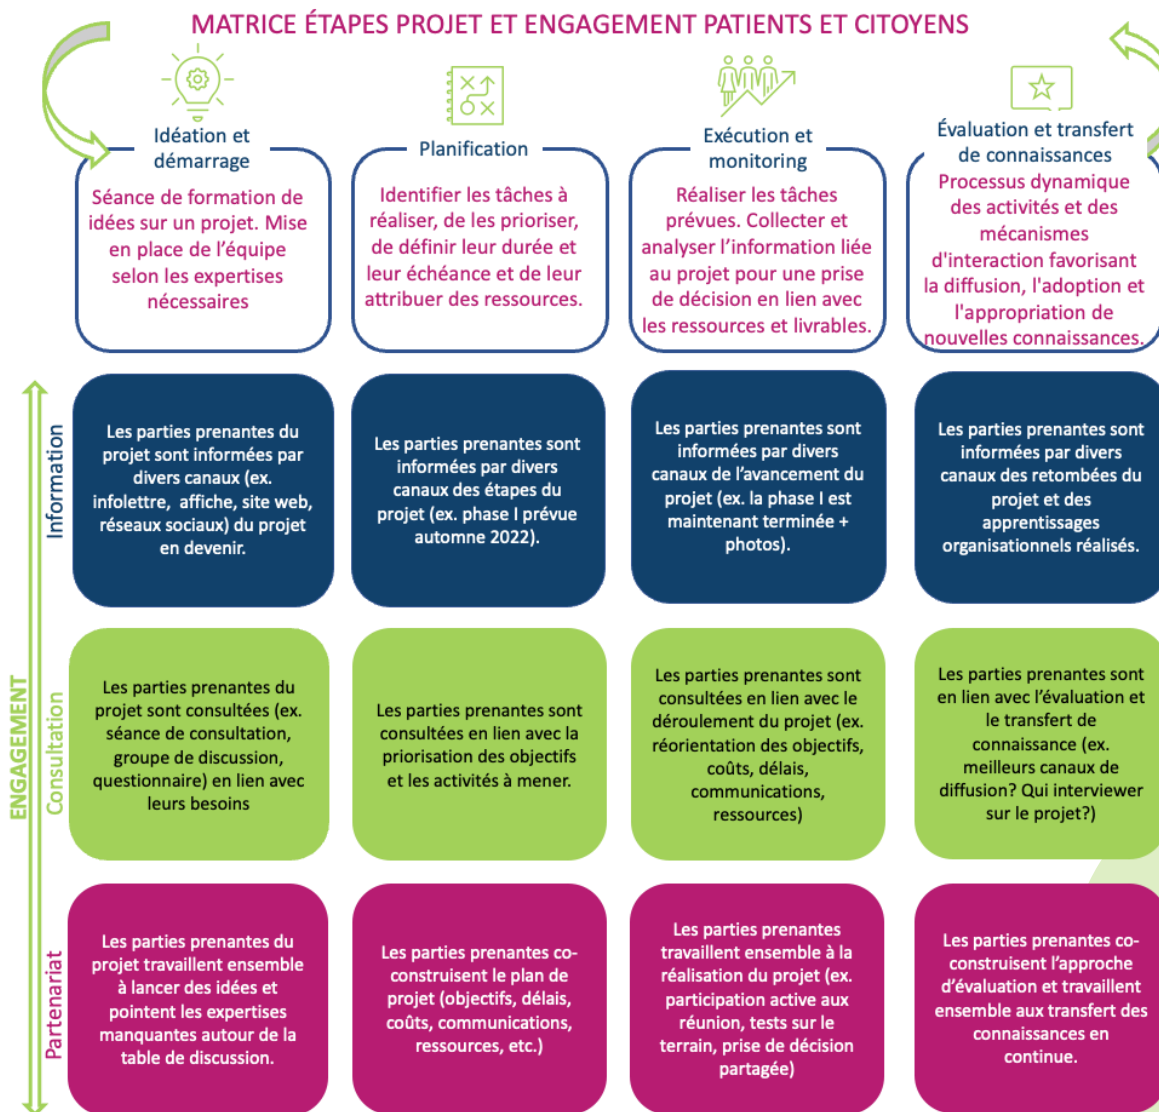 MATRICE ÉTAPES PROJET ET ENGAGEMENT PATIENTS ET CITOYENS
Idéation et
démarrage
Séance de formation de
idées sur un projet. Mise
en place de l'équipe
selon les expertises
nécessaires
Planification
Identifier les tâches à
réaliser, de les prioriser,
de définir leur durée et
leur échéance et de leur
attribuer des ressources.
Exécution et
monitoring
Réaliser les tâches
prévues. Collecter et
analyser l'information liée
au projet pour une prise
de décision en lien avec
les ressources et livrables.
Évaluation et transfert
de connaissances
Processus dynamique
des activités et des
mécanismes
d'interaction favorisant
la diffusion, l'adoption et
l'appropriation de
nouvelles connaissances.
ENGAGEMENT
Information
Les parties prenantes du
projet sont informées par
divers canaux (ex.
infolettre, affiche, site web,
réseaux sociaux) du projet
en devenir.
Les parties prenantes sont
informées par divers
canaux des étapes du
projet (ex. phase I prévue
automne 2022).
Les parties prenantes sont
informées par divers
canaux de l'avancement du
projet (ex. la phase I est
maintenant terminée +
photos).
Les parties prenantes sont
informées par divers
canaux des retombées du
projet et des
apprentissages
organisationnels réalisés.
Consultation
Les parties prenantes du
projet sont consultées (ex.
séance de consultation,
groupe de discussion,
questionnaire) en lien avec
leurs besoins
Les parties prenantes sont
consultées en lien avec la
priorisation des objectifs
et les activités à mener.
Les parties prenantes sont
consultées en lien avec le
déroulement du projet (ex.
réorientation des objectifs,
coûts, délais,
communications,
ressources)
Les parties prenantes sont
en lien avec l'évaluation et
le transfert de
connaissance (ex.
meilleurs canaux de
diffusion? Qui interviewer
sur le projet?)
Partenariat
Les parties prenantes du
projet travaillent ensemble
à lancer des idées et
pointent les expertises
manquantes autour de la
table de discussion.
Les parties prenantes co-
construisent le plan de
projet (objectifs, délais,
coûts, communications,
ressources, etc.)
Les parties prenantes
travaillent ensemble à la
réalisation du projet (ex.
participation active aux
réunion, tests sur le
terrain, prise de décision
partagée)
Les parties prenantes co-
construisent l'approche
d'évaluation et travaillent
ensemble aux transfert des
connaissances en
continue.